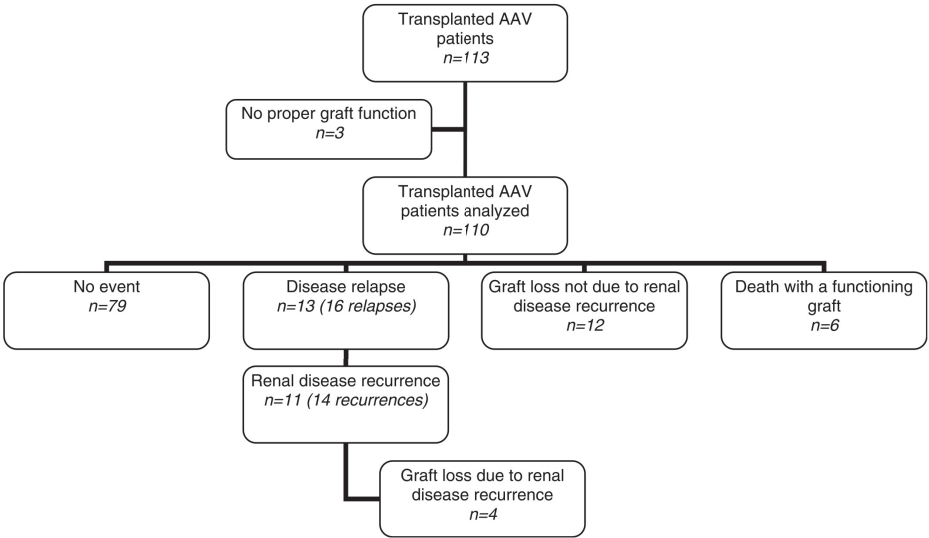 Transplanted AAV
patients
n=113
No proper graft function
n=3
Transplanted AAV
patients analyzed
n=110
No event
n=79
Disease relapse
n=13 (16 relapses)
Graft loss not due to renal
disease recurrence
n=12
Death with a functioning
graft
n=6
Renal disease recurrence
n=11 (14 recurrences)
Graft loss due to renal
disease recurrence
n=4